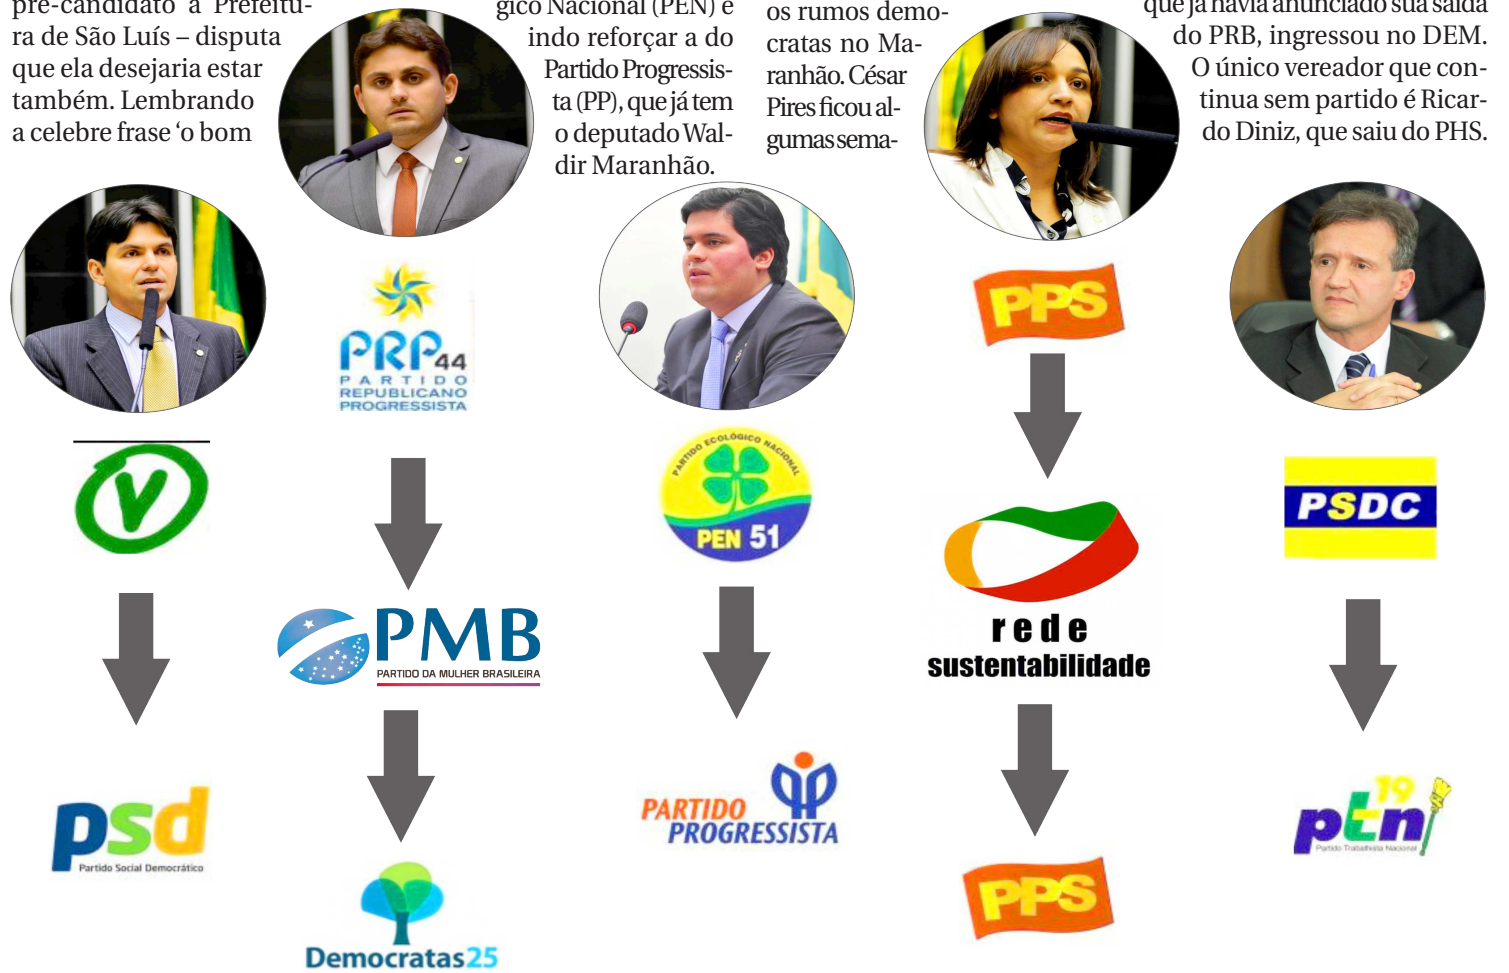 pré-candidato à Prefeitu-
ra de São Luís – disputa
que ela desejaria estar
também. Lembrando
a celebre frase ‘o bom
gico Nacional (PEN) e
indo reforçar a do
Partido Progressis-
ta (PP), que já tem
o deputado Wal-
dir Maranhão.
os rumos demo-
cratas no Ma-
ranhão. César
Pires ficou al-
gumas sema-
que já havia anunciado sua saída
do PRB, ingressou no DEM.
O único vereador que con-
tinua sem partido é Ricar-
do Diniz, que saiu do PHS.
V
psd
Partido Social Democrático
PRP44
PARTIDO
REPUBLICANO
PROGRESSISTA
PMB
PARTIDO DA MULHER BRASILEIRA
Democratas25
PARTIDO ECOLÓGICO NACIONAL
PEN 51
PARTIDO
PROGRESSISTA
PPS
rede
sustentabilidade
PPS
PSDC
19
ptn
Partido Trabalhista Nacional